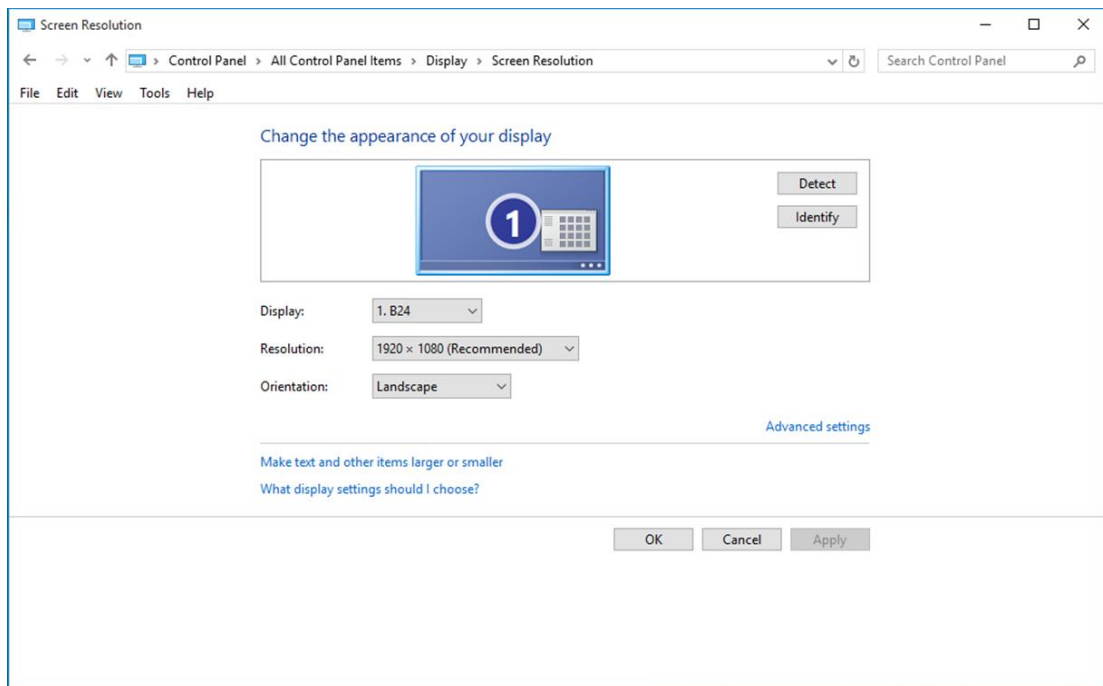 Screen Resolution
Control Panel > All Control Panel Items > Display > Screen Resolution
Search Control Panel
File Edit View Tools Help
Change the appearance of your display
1
Detect
Identify
Display: 1. B24
Resolution: 1920 × 1080 (Recommended)
Orientation: Landscape
Advanced settings
Make text and other items larger or smaller
What display settings should I choose?
OK Cancel Apply